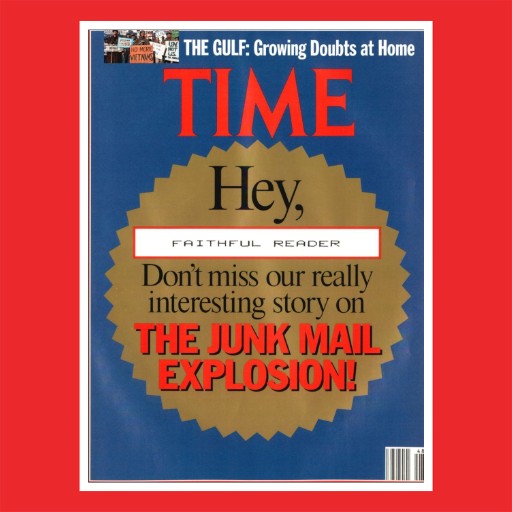 THE GULF: Growing Doubts at Home
TIME
Hey,
FAITHFUL READER
Don't miss our really
interesting story on
THE JUNK MAIL
EXPLOSION!
48